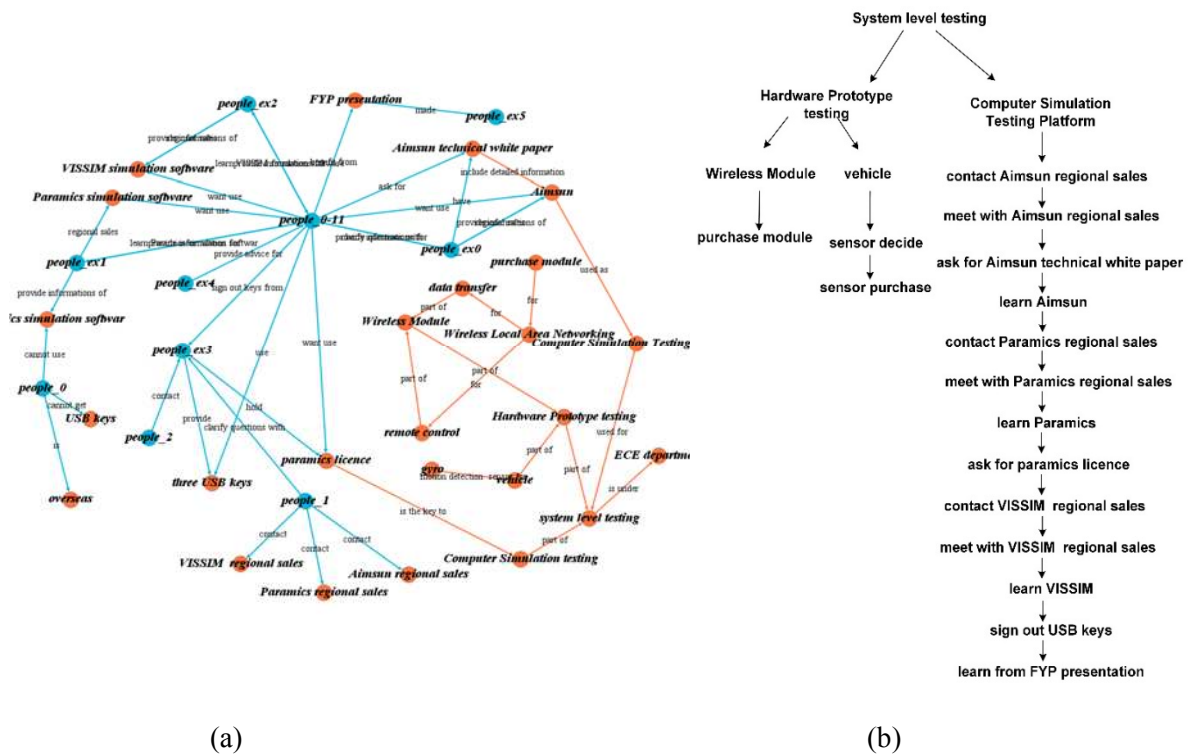 people_ex2
FYP presentation
made
people_ex5
Aimsun technical white paper
VISSIM simulation software
ask for
include detailed information
Paramics simulation software
want use
Aimsun
want use
people_0-11
have
want use
regional sales
provide advice for
people_ex0
people_ex1
people_ex4
sign out keys from
purchase module
used as
provide informations of
data transfer
for
part of
for
Wireless Module
Wireless Local Area Networking
Computer Simulation Testing
ics simulation softwar
cannot use
people_ex3
use
want use
people_0
part of
part of
for
cannot get
contact
hold
USB keys
provide
clarify questions with
Hardware Prototype testing
people_2
remote control
used for
is
part of
ECE departme
paramics licence
gyro
part of
three USB keys
vehicle
is under
overseas
people_1
is the key to
system level testing
contact
contact
contact
part of
VISSIM regional sales
Computer Simulation testing
Aimsun regional sales
Paramics regional sales
(a)
System level testing
Hardware Prototype
testing
Computer Simulation
Testing Platform
Wireless Module
vehicle
contact Aimsun regional sales
meet with Aimsun regional sales
purchase module
sensor decide
ask for Aimsun technical white paper
sensor purchase
learn Aimsun
contact Paramics regional sales
meet with Paramics regional sales
learn Paramics
ask for paramics licence
contact VISSIM regional sales
meet with VISSIM regional sales
learn VISSIM
sign out USB keys
learn from FYP presentation
(b)